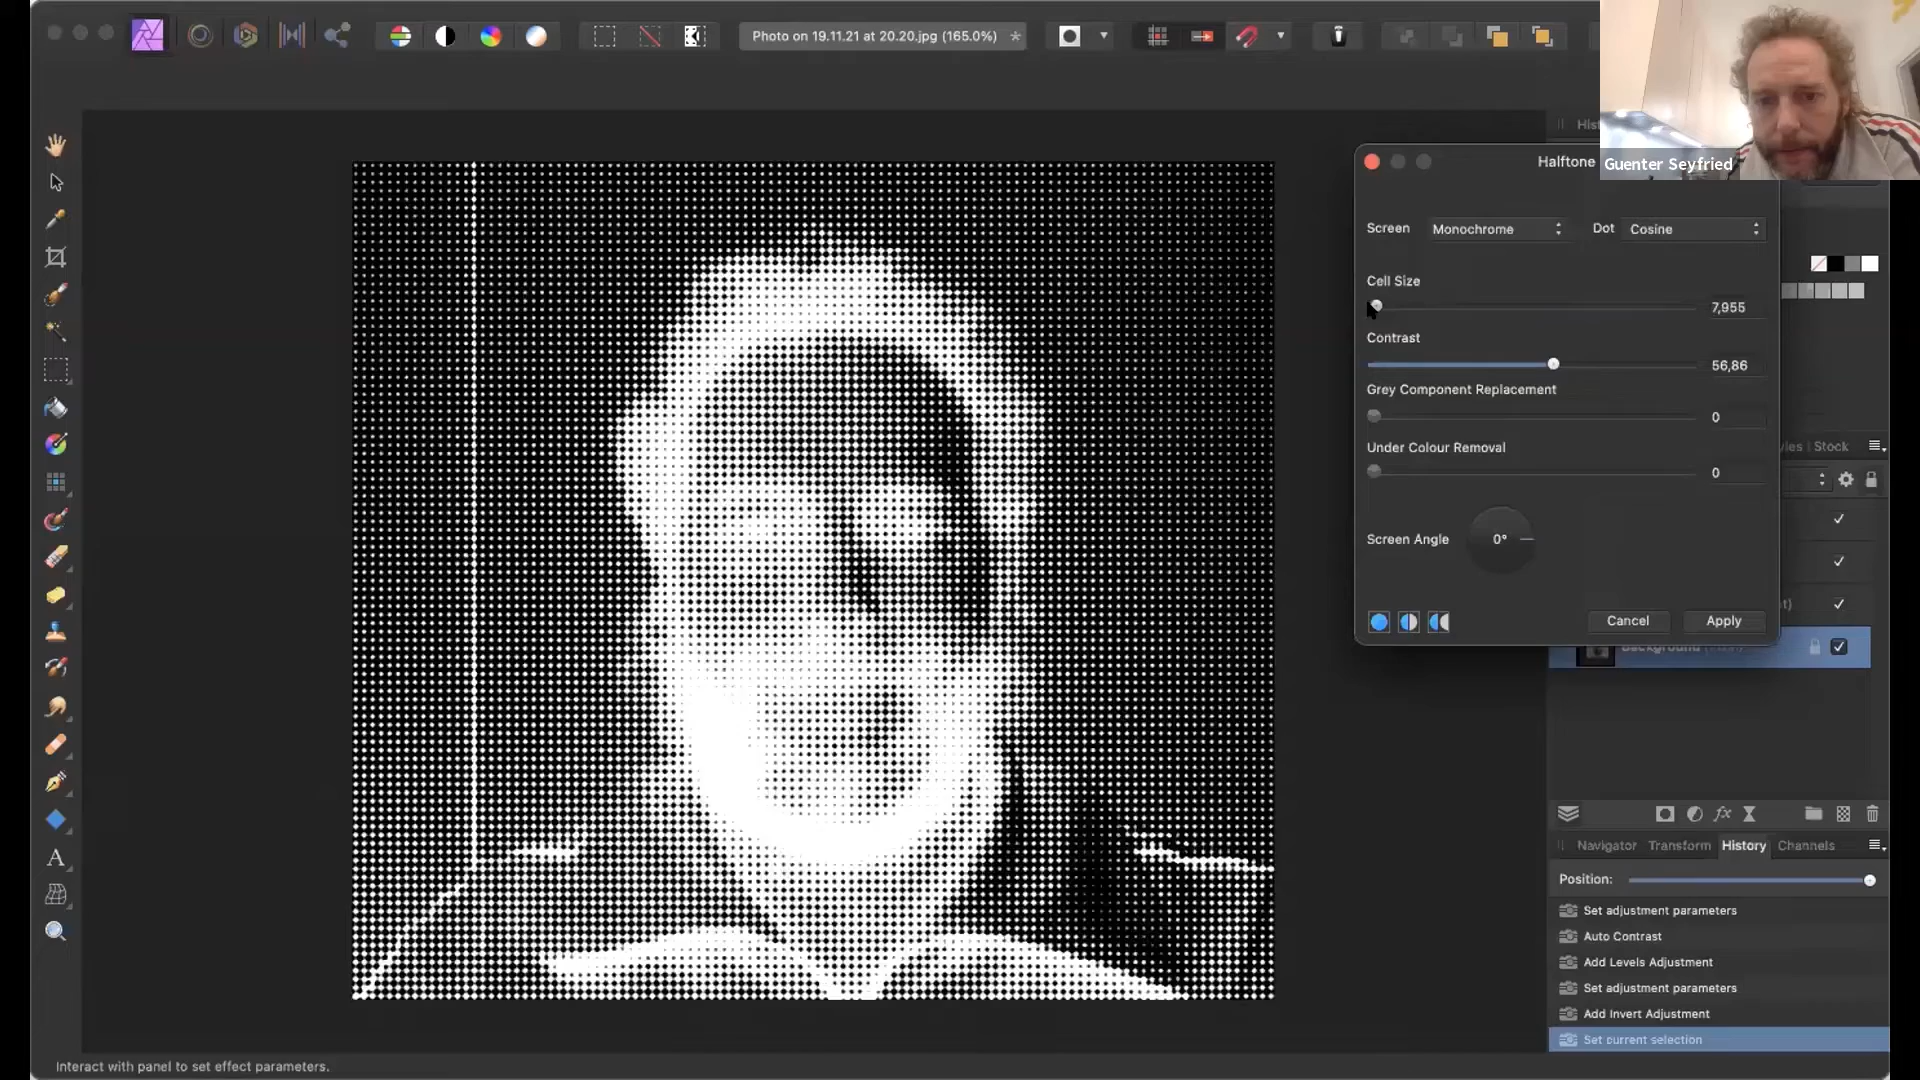 Photo on 19.11.21 at 20.20.jpg (165.0%)
Guenter Seyfried
Halftone
Screen Monochrome Dot Cosine
Cell Size
7,955
Contrast
56,86
Grey Component Replacement
0
Under Colour Removal
0
Screen Angle 0°
Cancel Apply
Stock
Background
Navigator Transform History Channels
Position:
Set adjustment parameters
Auto Contrast
Add Levels Adjustment
Set adjustment parameters
Add Invert Adjustment
Set current selection
A
fx
Interact with panel to set effect parameters.